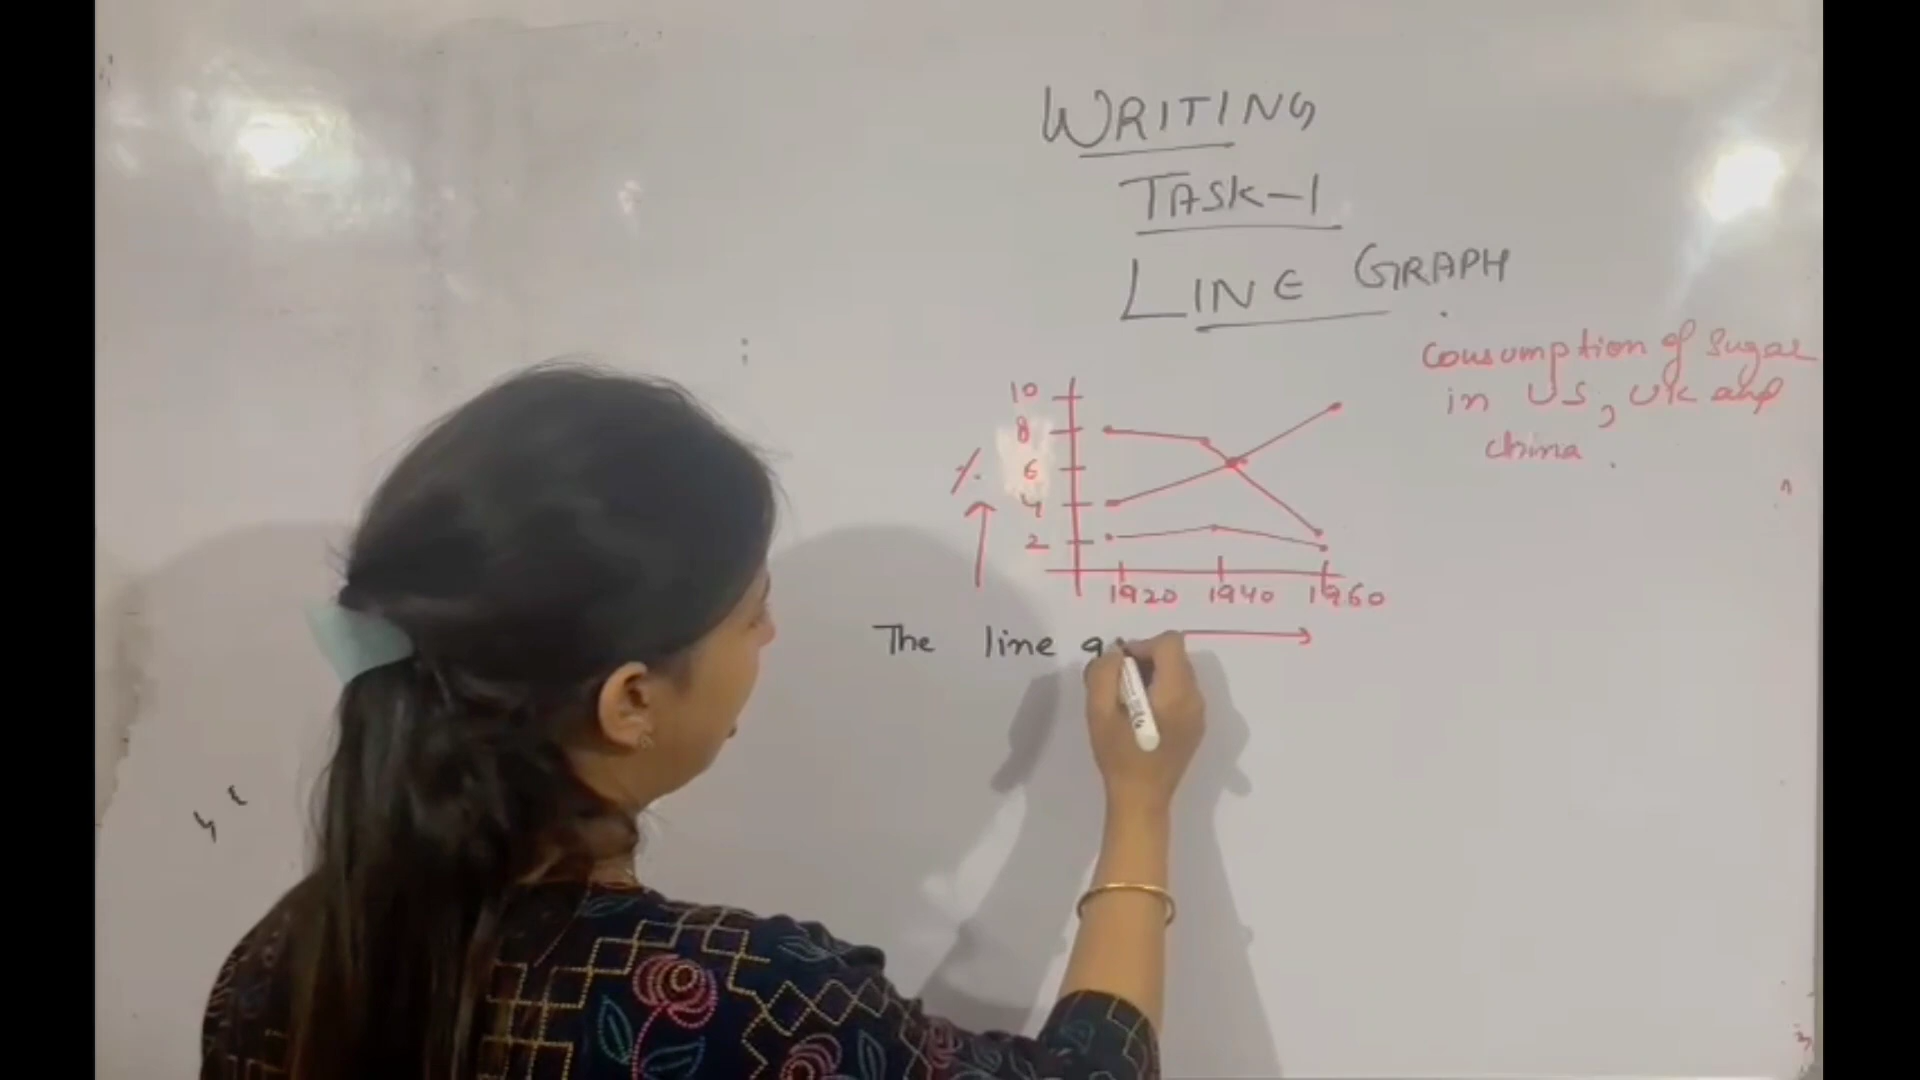 WRITING
TASK-1
LINE GRAPH
Consumption of Sugar
in US, UK and
China.
10
8
%
6
4
2
1920 1940 1960
The line g